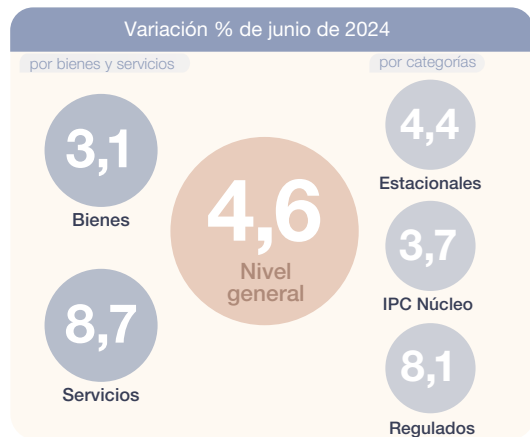 Variación % de junio de 2024
por bienes y servicios
3,1
Bienes
8,7
Servicios
4,6
Nivel
general
por categorías
4,4
Estacionales
3,7
IPC Núcleo
8,1
Regulados